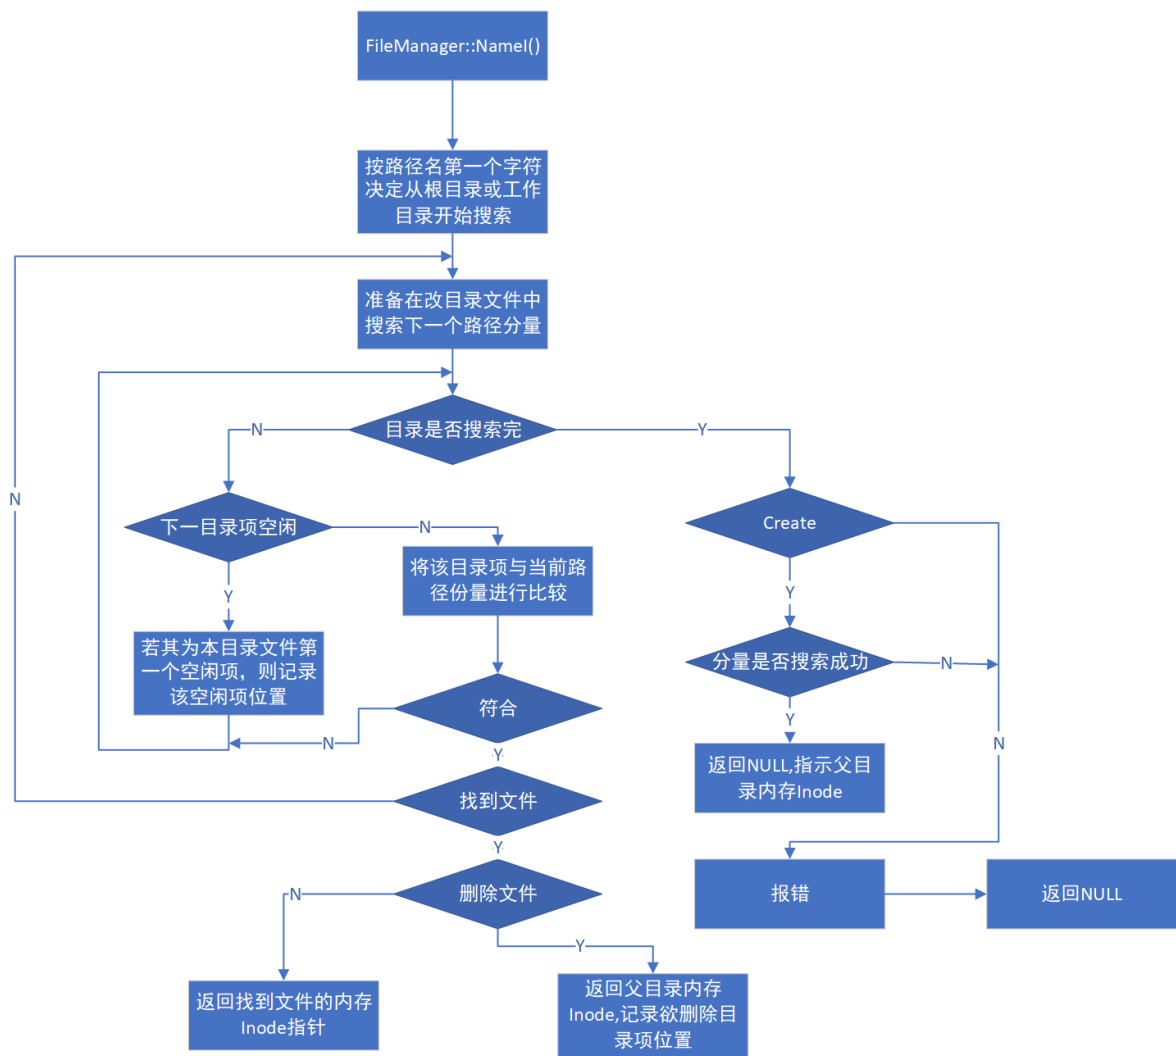 FileManager::NameI()
按路径名第一个字符
决定从根目录或工作
目录开始搜索
准备在改目录文件中
搜索下一个路径分量
目录是否搜索完
N
Y
N
下一目录项空闲
N
Create
将该目录项与当前路
径份量进行比较
Y
Y
若其为本目录文件第
一个空闲项，则记录
该空闲项位置
分量是否搜索成功
N
符合
N
Y
N
Y
返回NULL,指示父目
录内存Inode
找到文件
Y
删除文件
N
报错
返回NULL
Y
返回找到文件的内存
Inode指针
返回父目录内存
Inode,记录欲删除目
录项位置